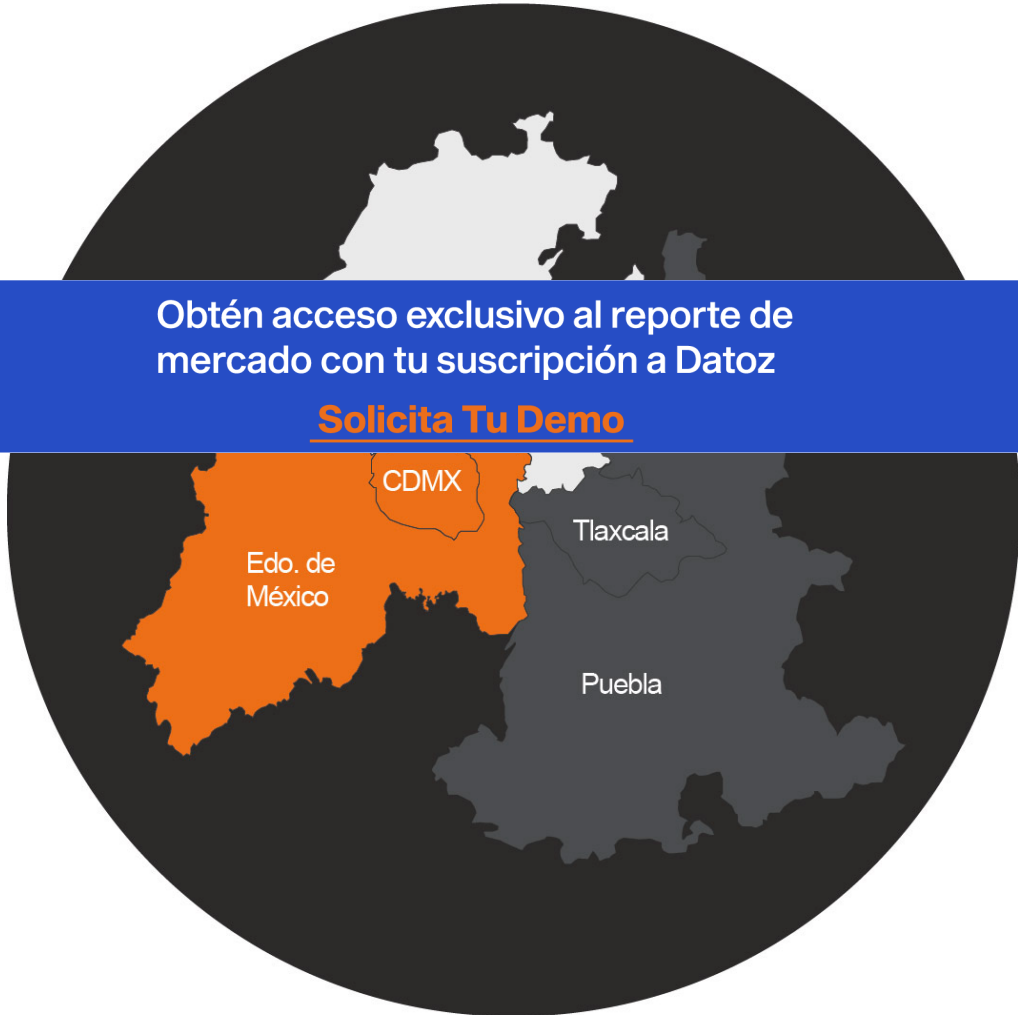 Obtén acceso exclusivo al reporte de
mercado con tu suscripción a Datoz
Solicita Tu Demo
CDMX
Tlaxcala
Edo. de
México
Puebla